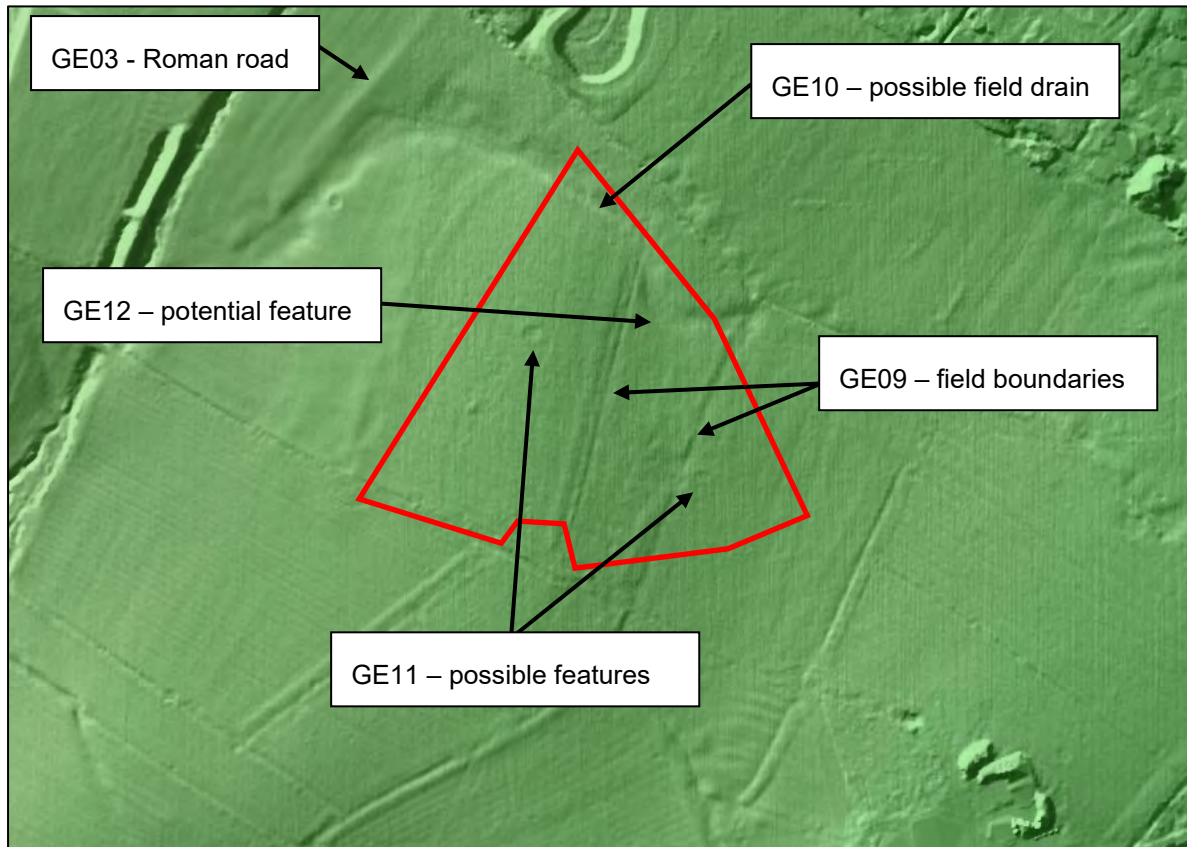 GE03 - Roman road
GE10 – possible field drain
GE12 – potential feature
GE09 – field boundaries
GE11 – possible features